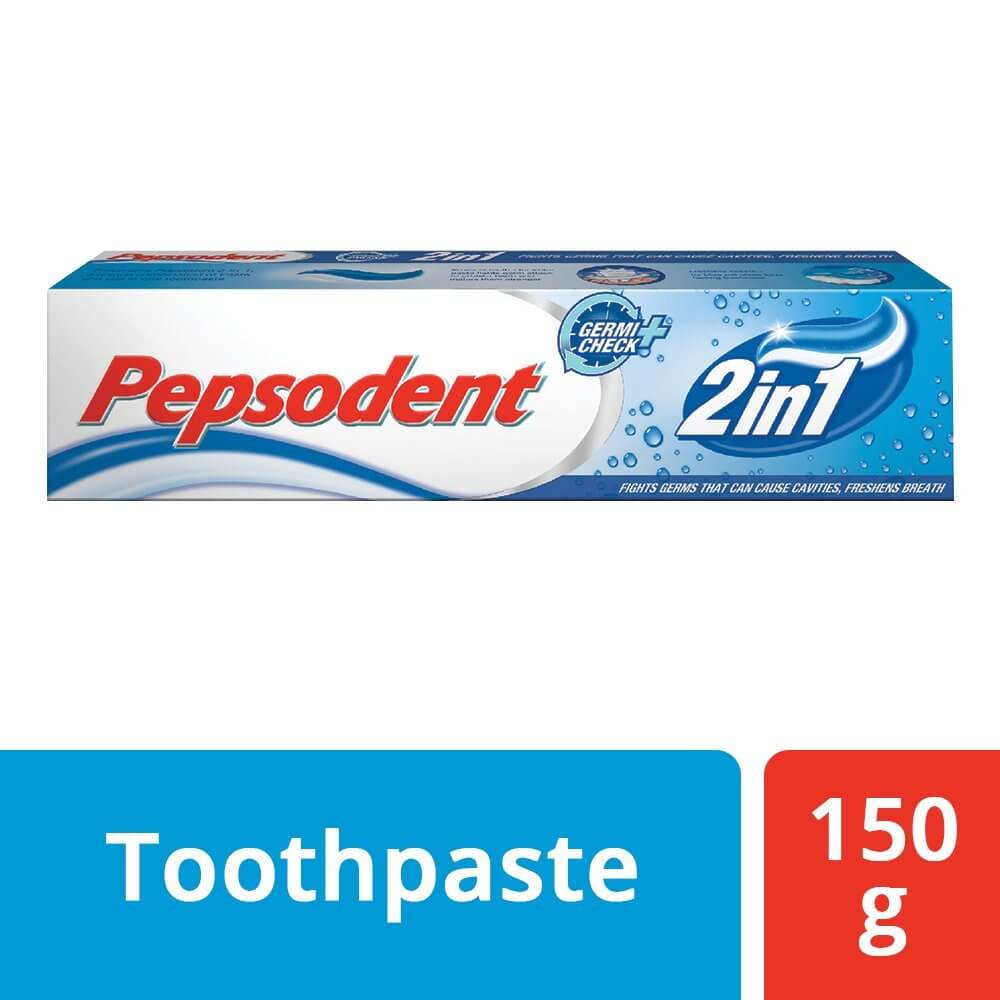 Pepsodent
2in1
FIGHTS GERMS THAT CAN CAUSE CAVITIES, FRESHENS BREATH
GERMI
CHECK+
Pepsodent
2in1
FIGHTS GERMS THAT CAN CAUSE CAVITIES, FRESHENS BREATH
Toothpaste
150
g